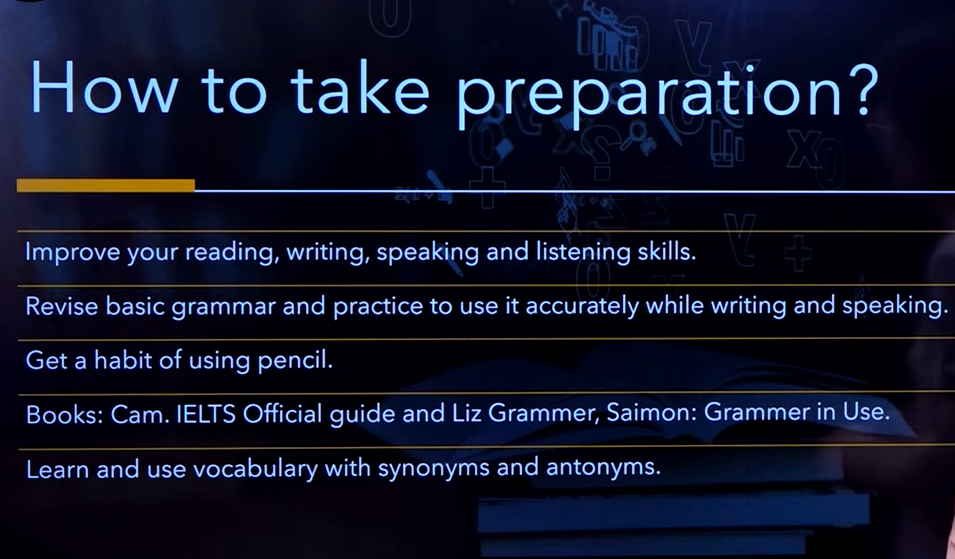 How to take preparation?
Improve your reading, writing, speaking and listening skills.
Revise basic grammar and practice to use it accurately while writing and speaking.
Get a habit of using pencil.
Books: Cam. IELTS Official guide and Liz Grammer, Saimon: Grammer in Use.
Learn and use vocabulary with synonyms and antonyms.